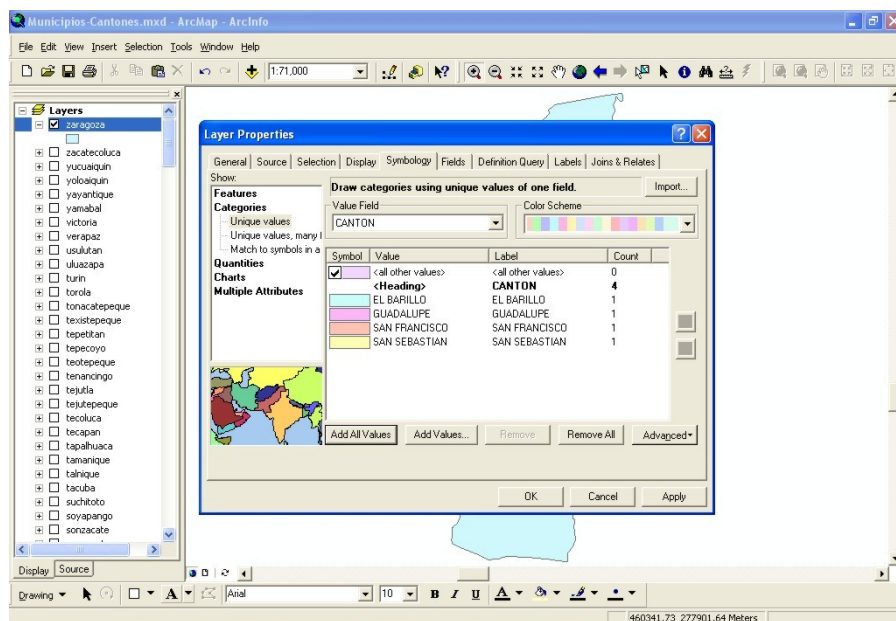 Municipios-Cantones.mxd - ArcMap - ArcInfo
File Edit View Insert Selection Tools Window Help
1:71,000
Layers
zaragoza
zacatecoluca
yucuaiquin
yoloaiquin
yayantique
yamabal
victoria
verapaz
usulutan
uluazapa
turin
torola
tonacatepeque
texistepeque
tepetitan
tepecoyo
teotepeque
tenancingo
tejutla
tejutepeque
tecoluca
tecapan
tapalhuaca
tamanique
talnique
tacuba
suchitoto
soyapango
sonzacate
Display Source
Layer Properties
General Source Selection Display Symbology Fields Definition Query Labels Joins & Relates
Show:
Features
Categories
Unique values
Unique values, many f
Match to symbols in a
Quantities
Charts
Multiple Attributes
Draw categories using unique values of one field.
Import...
Value Field
CANTON
Color Scheme
Symbol Value Label Count
<all other values> <all other values> 0
<Heading> CANTON 4
EL BARILLO EL BARILLO 1
GUADALUPE GUADALUPE 1
SAN FRANCISCO SAN FRANCISCO 1
SAN SEBASTIAN SAN SEBASTIAN 1
Add All Values Add Values... Remove Remove All Advanced
OK Cancel Apply
Drawing A Arial 10 B I U A
460341.73 277901.64 Meters